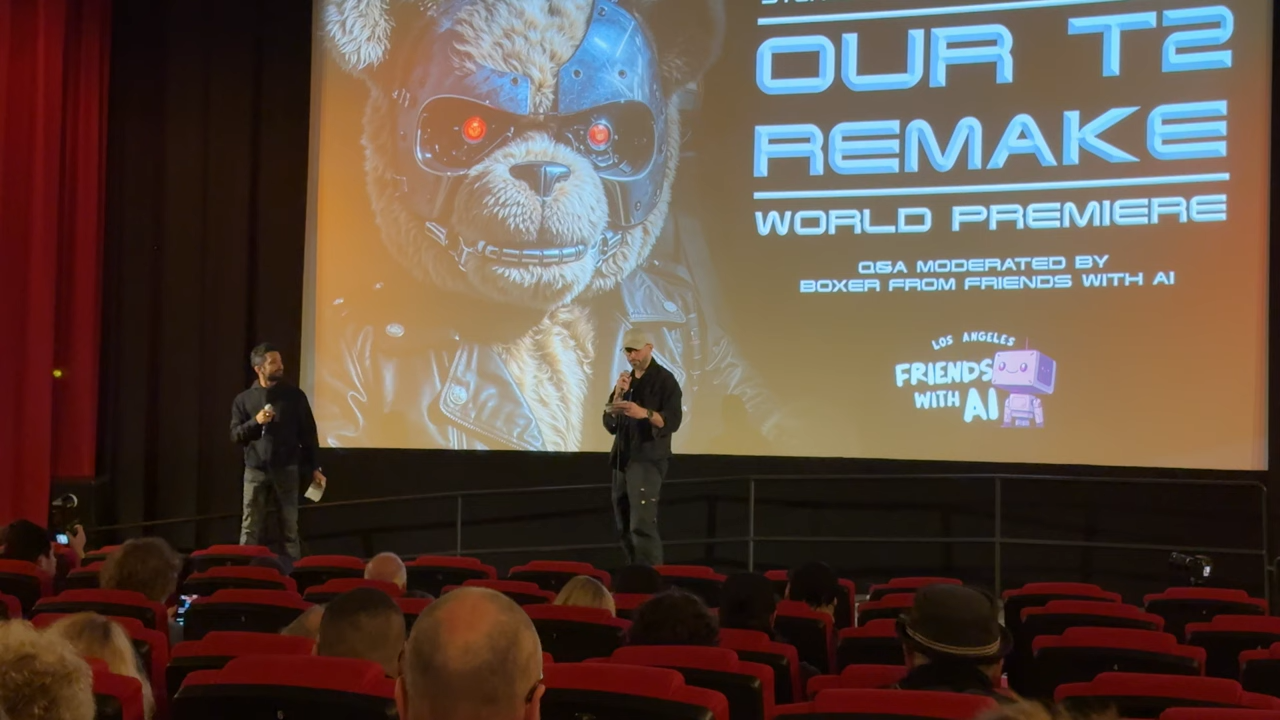 OUR T2
REMAKE
WORLD PREMIERE
Q&A MODERATED BY
BOXER FROM FRIENDS WITH AI
LOS ANGELES
FRIENDS
WITH AI